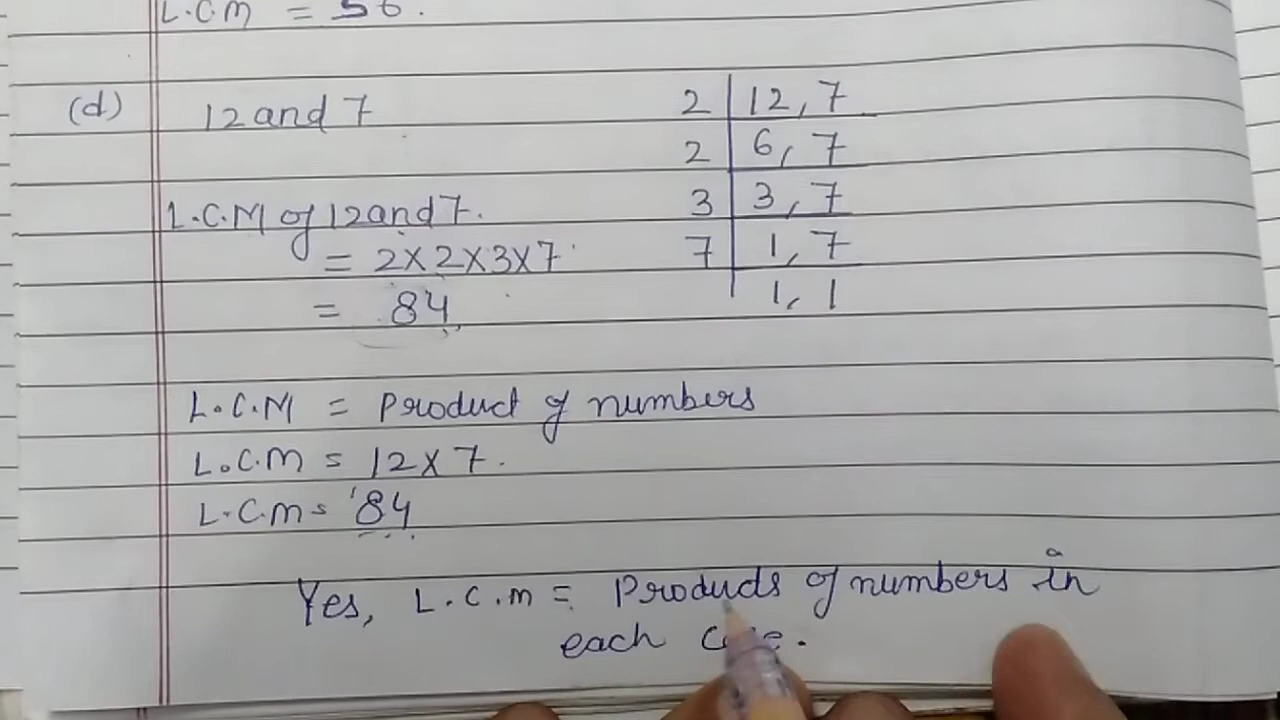 L.C.M = 56.
(d) 12 and 7
2 | 12, 7
2 | 6, 7
3 | 3, 7
7 | 1, 7
1, 1
L.C.M of 12 and 7.
= 2×2×3×7
= 84
L.C.M = Product of numbers
L.C.M = 12 × 7.
L.C.M = 84
Yes, L.C.M = Products of numbers in
each